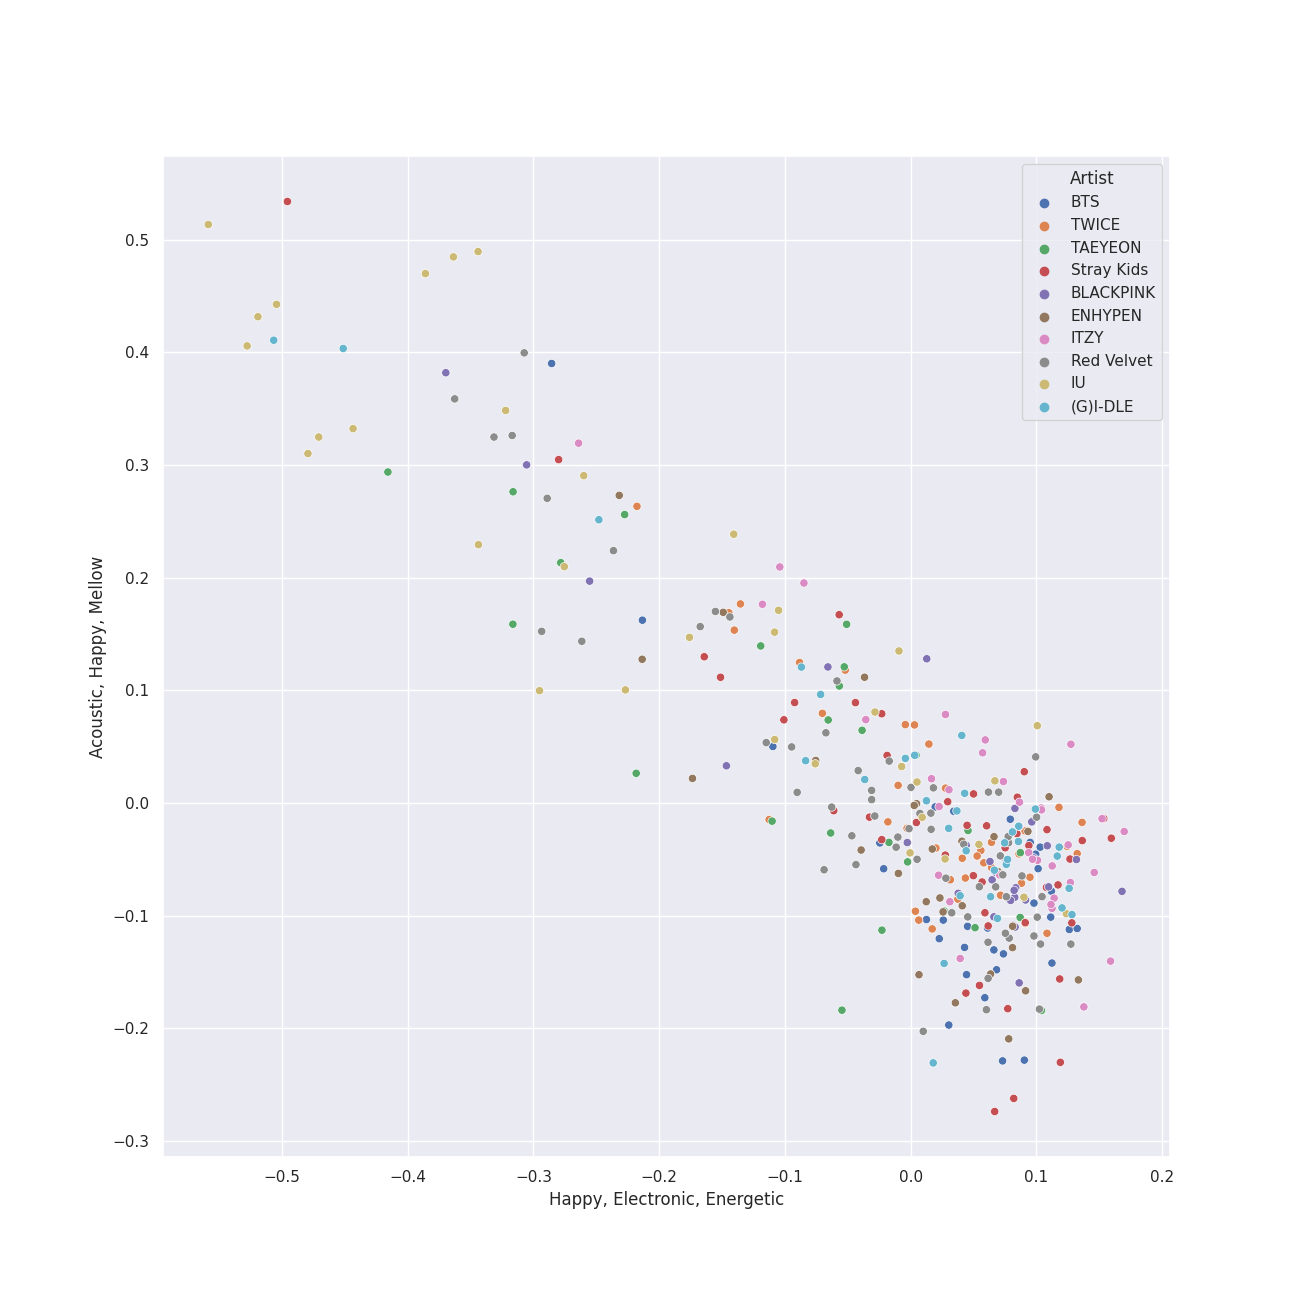 Artist
BTS
TWICE
TAEYEON
Stray Kids
BLACKPINK
ENHYPEN
ITZY
Red Velvet
IU
(G)I-DLE
0.5
0.4
0.3
0.2
0.1
0.0
−0.1
−0.2
−0.3
Acoustic, Happy, Mellow
−0.5 −0.4 −0.3 −0.2 −0.1 0.0 0.1 0.2
Happy, Electronic, Energetic